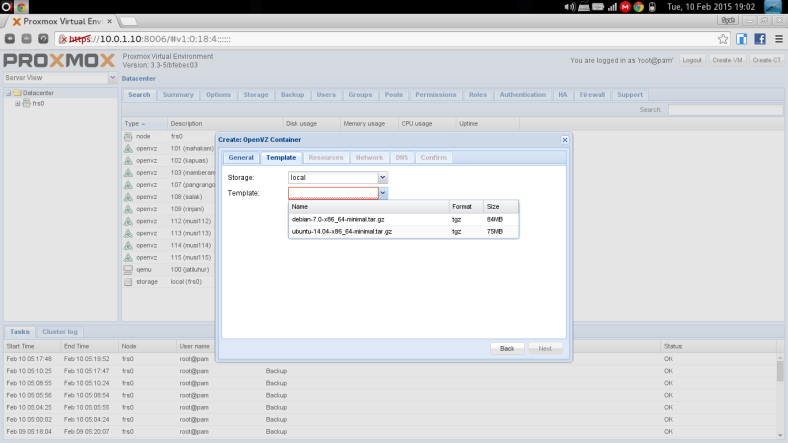 Tue, 10 Feb 2015 19:02
Proxmox Virtual Envi
https://10.0.1.10:8006/#v1:0:18:4::::::
PROXMOX
Proxmox Virtual Environment
Version: 3.3-5/bfebec03
You are logged in as 'root@pam'
Logout
Create VM
Create CT
Server View
Datacenter
Datacenter
frs0
Search Summary Options Storage Backup Users Groups Pools Permissions Roles Authentication HA Firewall Support
Search:
Type Description Disk usage Memory usage CPU usage Uptime
node frs0
openvz 101 (mahakam)
openvz 102 (kapuas)
openvz 103 (namberam
openvz 107 (pangrango
openvz 108 (salak)
openvz 109 (rinjani)
openvz 112 (musi112)
openvz 113 (musi113)
openvz 114 (musi114)
openvz 115 (musi115)
qemu 100 (jatiluhur)
storage local (frs0)
Create: OpenVZ Container
General Template Resources Network DNS Confirm
Storage: local
Template:
Name Format Size
debian-7.0-x86_64-minimal.tar.gz tgz 84MB
ubuntu-14.04-x86_64-minimal.tar.gz tgz 75MB
Back Next
Tasks Cluster log
Start Time End Time Node User name Status
Feb 10 05:17:48 Feb 10 05:19:52 frs0 root@pam OK
Feb 10 05:10:25 Feb 10 05:17:47 frs0 root@pam Backup OK
Feb 10 05:08:55 Feb 10 05:10:24 frs0 root@pam Backup OK
Feb 10 05:05:56 Feb 10 05:08:54 frs0 root@pam Backup OK
Feb 10 05:04:25 Feb 10 05:05:55 frs0 root@pam Backup OK
Feb 10 05:00:02 Feb 10 05:04:24 frs0 root@pam Backup OK
Feb 09 05:18:04 Feb 09 05:20:07 frs0 root@pam Backup OK